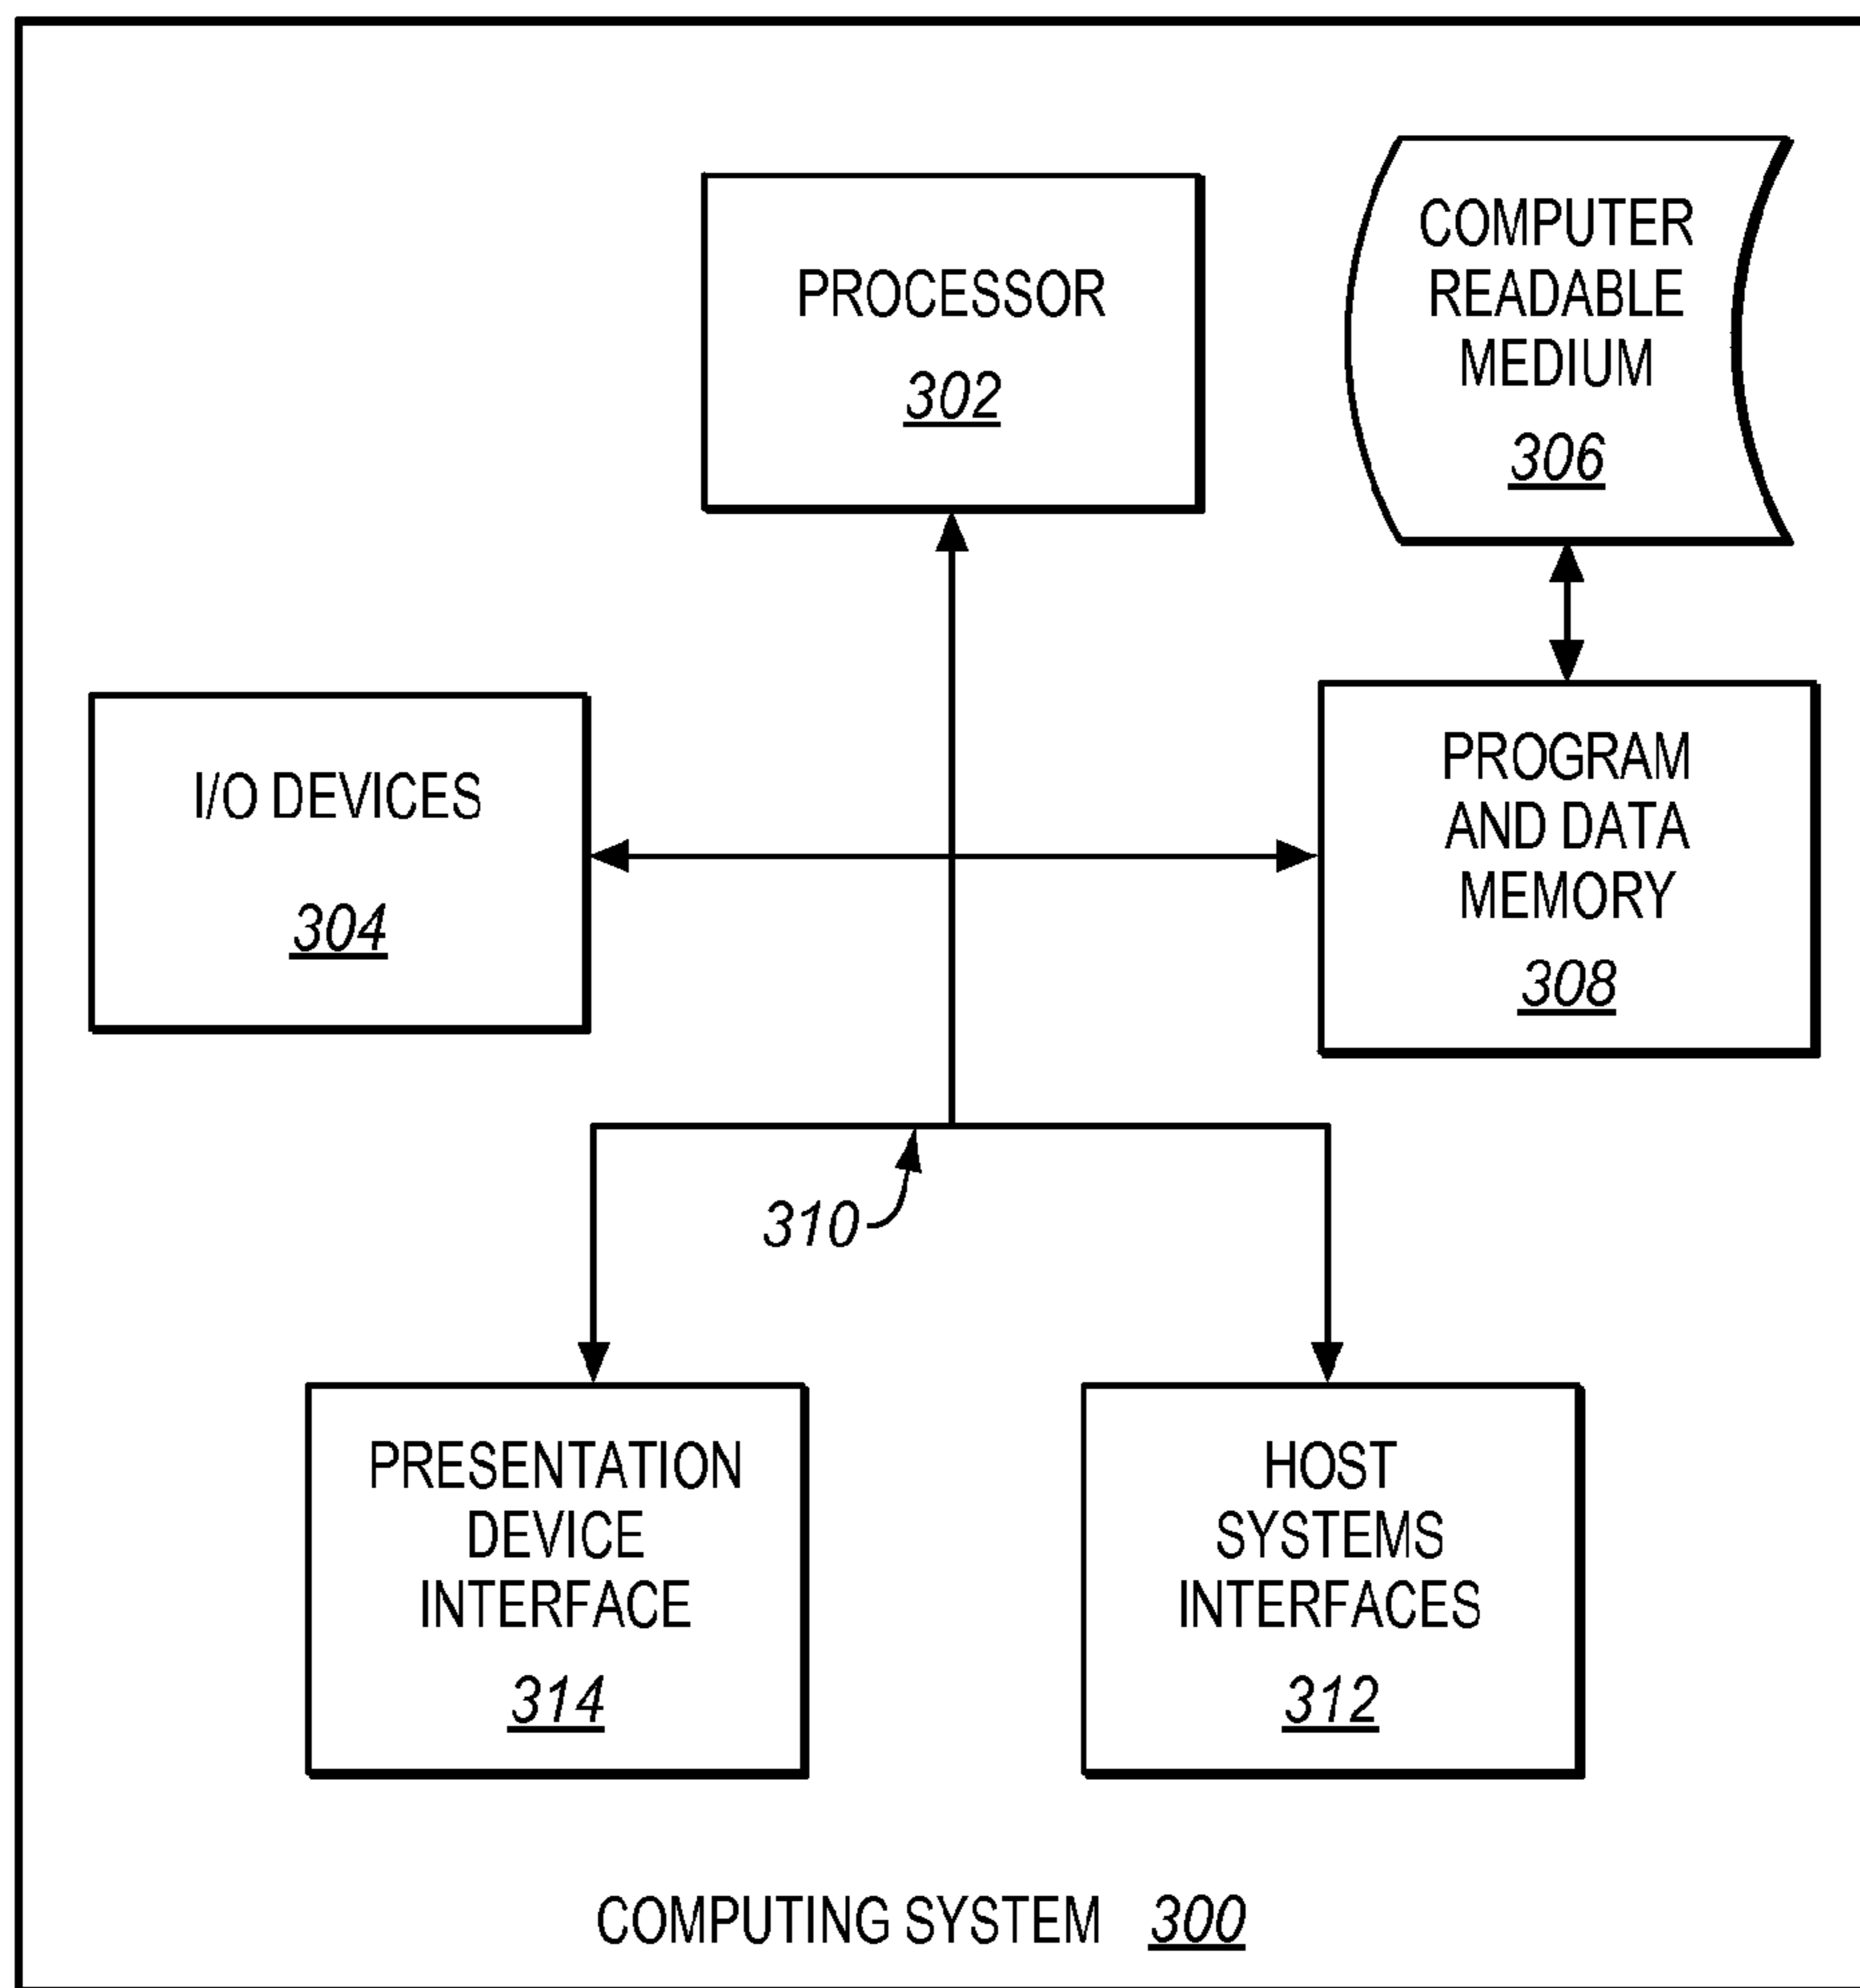 PROCESSOR
302
COMPUTER
READABLE
MEDIUM
306
I/O DEVICES
304
PROGRAM
AND DATA
MEMORY
308
310
PRESENTATION
DEVICE
INTERFACE
314
HOST
SYSTEMS
INTERFACES
312
COMPUTING SYSTEM 300